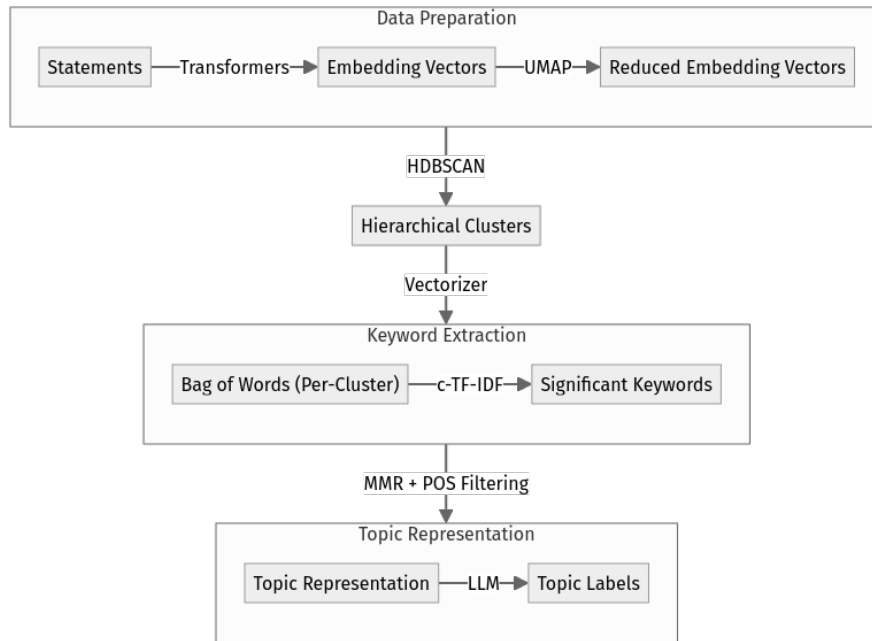 Data Preparation
Statements Transformers Embedding Vectors UMAP Reduced Embedding Vectors
HDBSCAN
Hierarchical Clusters
Vectorizer
Keyword Extraction
Bag of Words (Per-Cluster) c-TF-IDF Significant Keywords
MMR + POS Filtering
Topic Representation
Topic Representation LLM Topic Labels